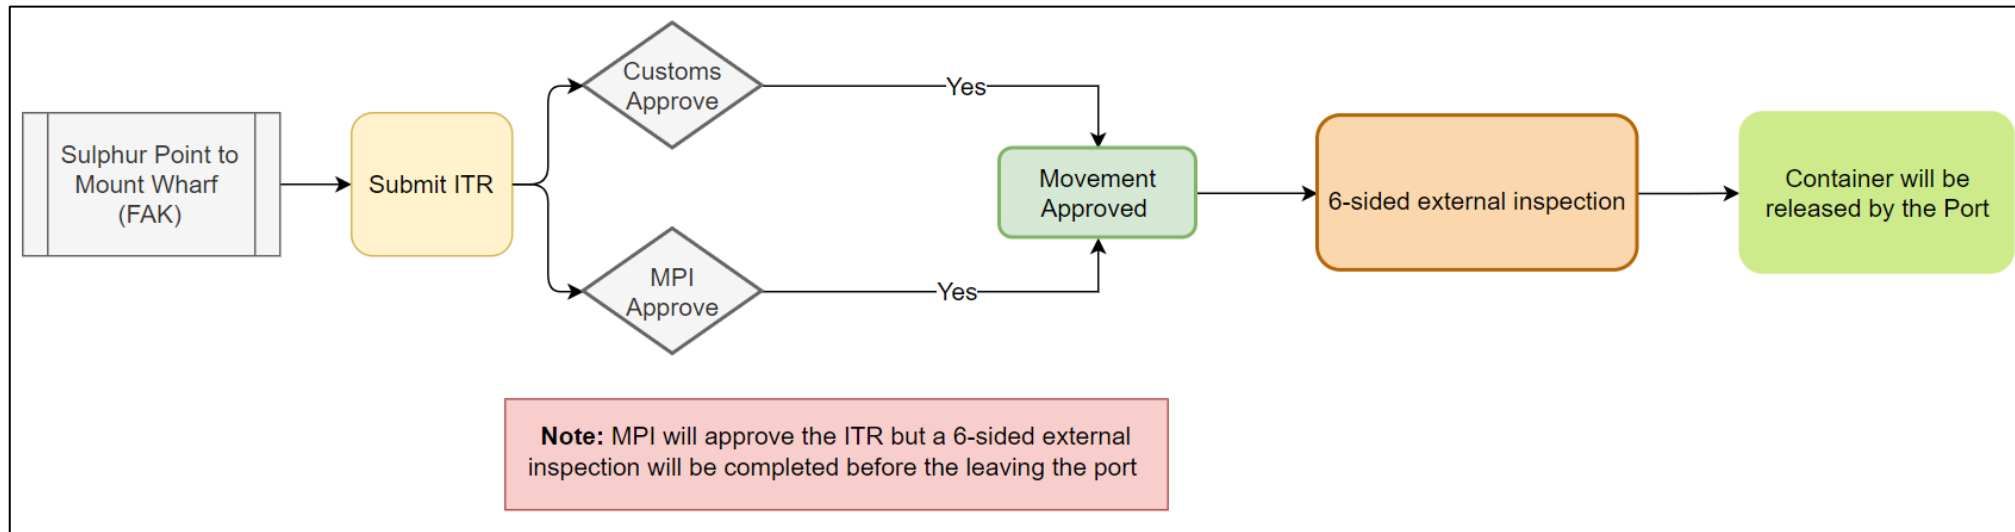 Sulphur Point to
Mount Wharf
(FAK)
Submit ITR
Customs
Approve
Yes
MPI
Approve
Yes
Movement
Approved
6-sided external inspection
Container will be
released by the Port
Note: MPI will approve the ITR but a 6-sided external
inspection will be completed before the leaving the port